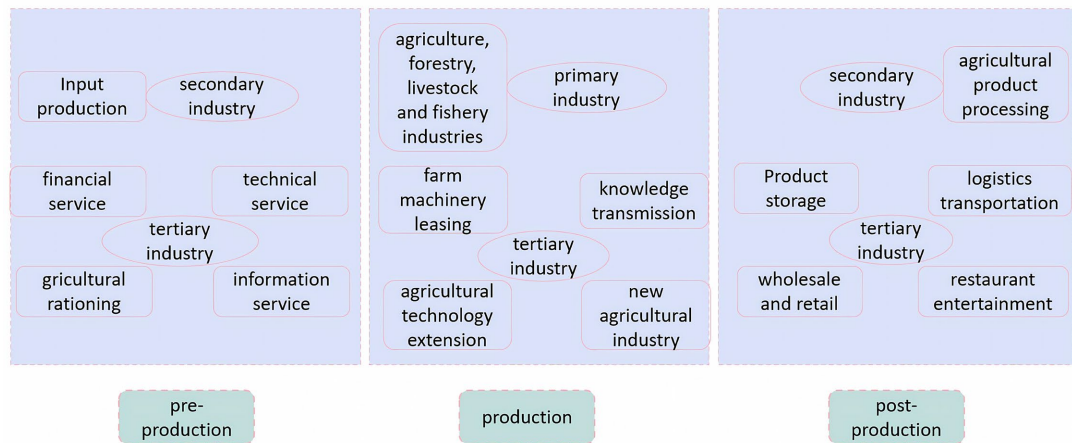 Input
production
secondary
industry
financial
service
technical
service
tertiary
industry
gricultural
rationing
information
service
agriculture,
forestry,
livestock
and fishery
industries
primary
industry
farm
machinery
leasing
knowledge
transmission
tertiary
industry
agricultural
technology
extension
new
agricultural
industry
secondary
industry
agricultural
product
processing
Product
storage
logistics
transportation
tertiary
industry
wholesale
and retail
restaurant
entertainment
pre-
production
production
post-
production